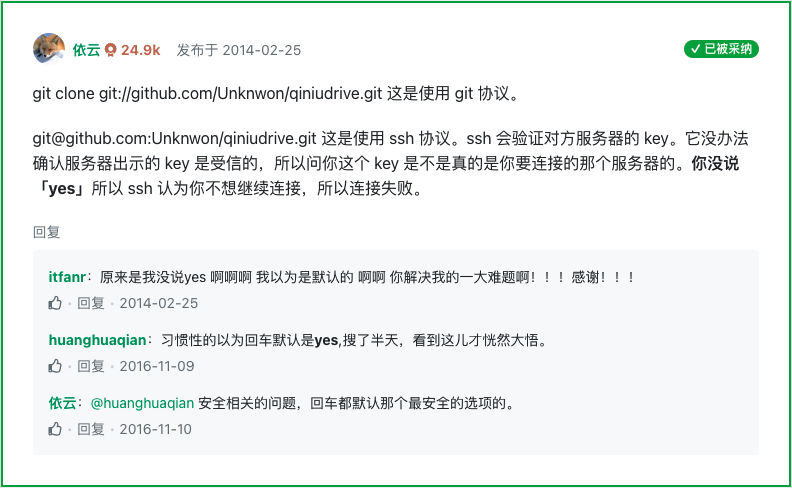 依云 24.9k 发布于 2014-02-25 已被采纳
git clone git://github.com/Unknwon/qiniudrive.git 这是使用 git 协议。
git@github.com:Unknwon/qiniudrive.git 这是使用 ssh 协议。ssh 会验证对方服务器的 key。它没办法
确认服务器出示的 key 是受信的，所以问你这个 key 是不是真的是你要连接的那个服务器的。你没说
「yes」所以 ssh 认为你不想继续连接，所以连接失败。
回复
itfanr：原来是我没说yes 啊啊啊 我以为是默认的 啊啊 你解决我的一大难题啊！！！感谢！！！
回复 · 2014-02-25
huanghuaqian：习惯性的以为回车默认是yes,搜了半天，看到这儿才恍然大悟。
回复 · 2016-11-09
依云：@huanghuaqian 安全相关的问题，回车都默认那个最安全的选项的。
回复 · 2016-11-10